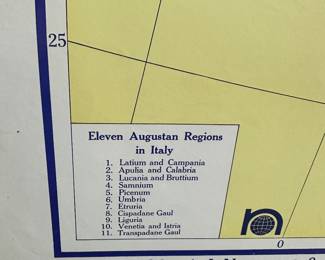 25
Eleven Augustan Regions
in Italy
1. Latium and Campania
2. Apulia and Calabria
3. Lucania and Bruttium
4. Samnium
5. Picenum
6. Umbria
7. Etruria
8. Cispadane Gaul
9. Liguria
10. Venetia and Istria
11. Transpadane Gaul
n
0